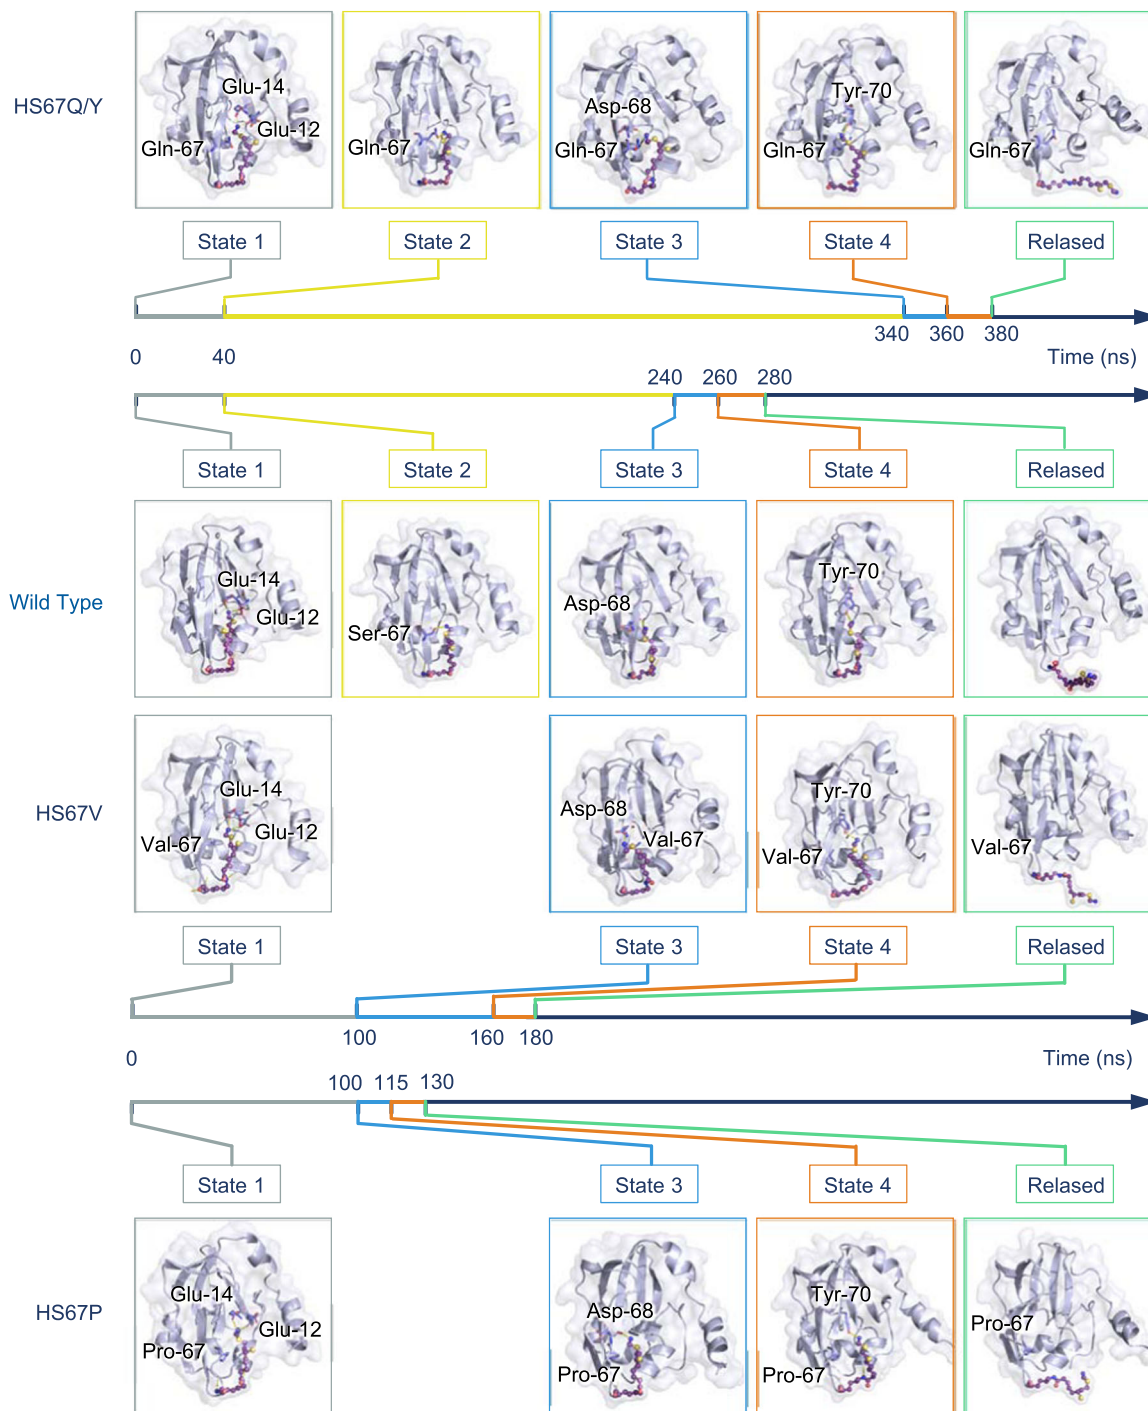 HS67Q/Y
Glu-14
Glu-12
Gln-67
Gln-67
Asp-68
Gln-67
Tyr-70
Gln-67
Gln-67
State 1
State 2
State 3
State 4
Relased
340
360
380
0
40
Time (ns)
240
260
280
State 1
State 2
State 3
State 4
Relased
Wild Type
Glu-14
Glu-12
Ser-67
Asp-68
Tyr-70
HS67V
Glu-14
Glu-12
Val-67
Asp-68
Val-67
Tyr-70
Val-67
Val-67
State 1
State 3
State 4
Relased
100
160
180
0
Time (ns)
100
115
130
State 1
State 3
State 4
Relased
HS67P
Glu-14
Glu-12
Pro-67
Asp-68
Pro-67
Tyr-70
Pro-67
Pro-67